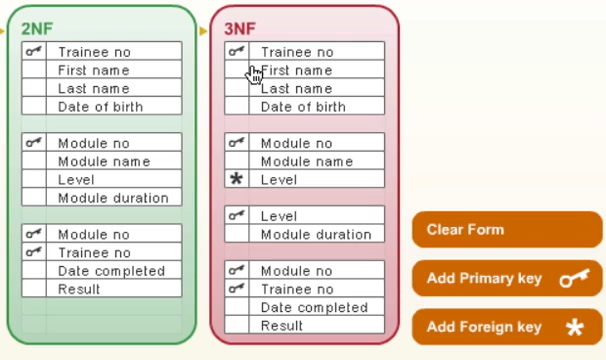 2NF
Trainee no
First name
Last name
Date of birth
Module no
Module name
Level
Module duration
Module no
Trainee no
Date completed
Result
3NF
Trainee no
First name
Last name
Date of birth
Module no
Module name
* Level
Level
Module duration
Module no
Trainee no
Date completed
Result
Clear Form
Add Primary key
Add Foreign key *